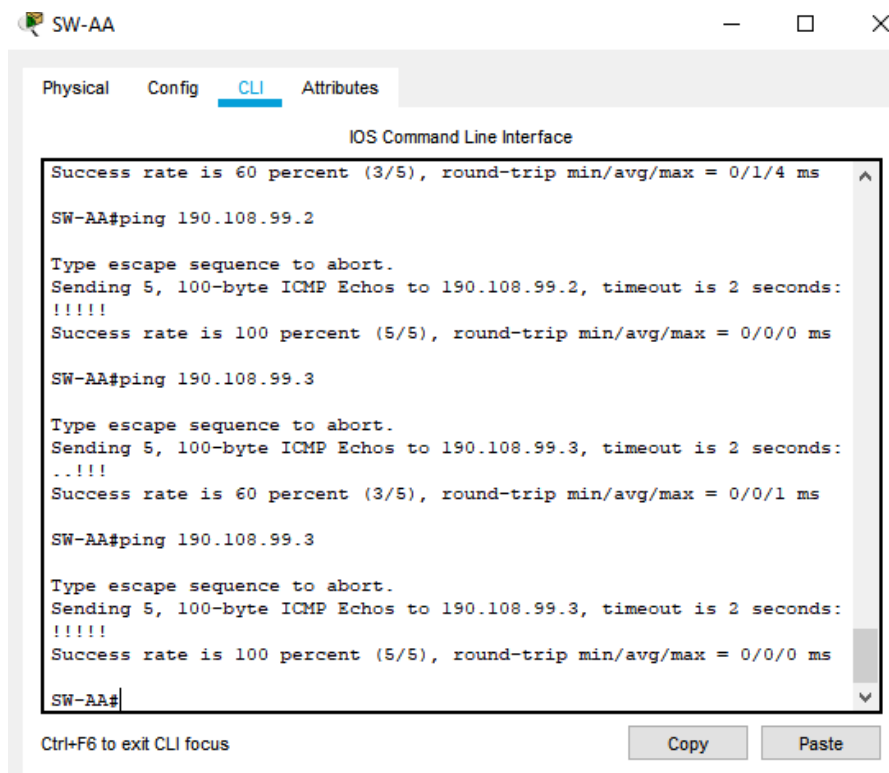 SW-AA
Physical Config CLI Attributes
IOS Command Line Interface
Success rate is 60 percent (3/5), round-trip min/avg/max = 0/1/4 ms
SW-AA#ping 190.108.99.2
Type escape sequence to abort.
Sending 5, 100-byte ICMP Echos to 190.108.99.2, timeout is 2 seconds:
!!!!!
Success rate is 100 percent (5/5), round-trip min/avg/max = 0/0/0 ms
SW-AA#ping 190.108.99.3
Type escape sequence to abort.
Sending 5, 100-byte ICMP Echos to 190.108.99.3, timeout is 2 seconds:
..!!!
Success rate is 60 percent (3/5), round-trip min/avg/max = 0/0/1 ms
SW-AA#ping 190.108.99.3
Type escape sequence to abort.
Sending 5, 100-byte ICMP Echos to 190.108.99.3, timeout is 2 seconds:
!!!!!
Success rate is 100 percent (5/5), round-trip min/avg/max = 0/0/0 ms
SW-AA#
Ctrl+F6 to exit CLI focus
Copy Paste